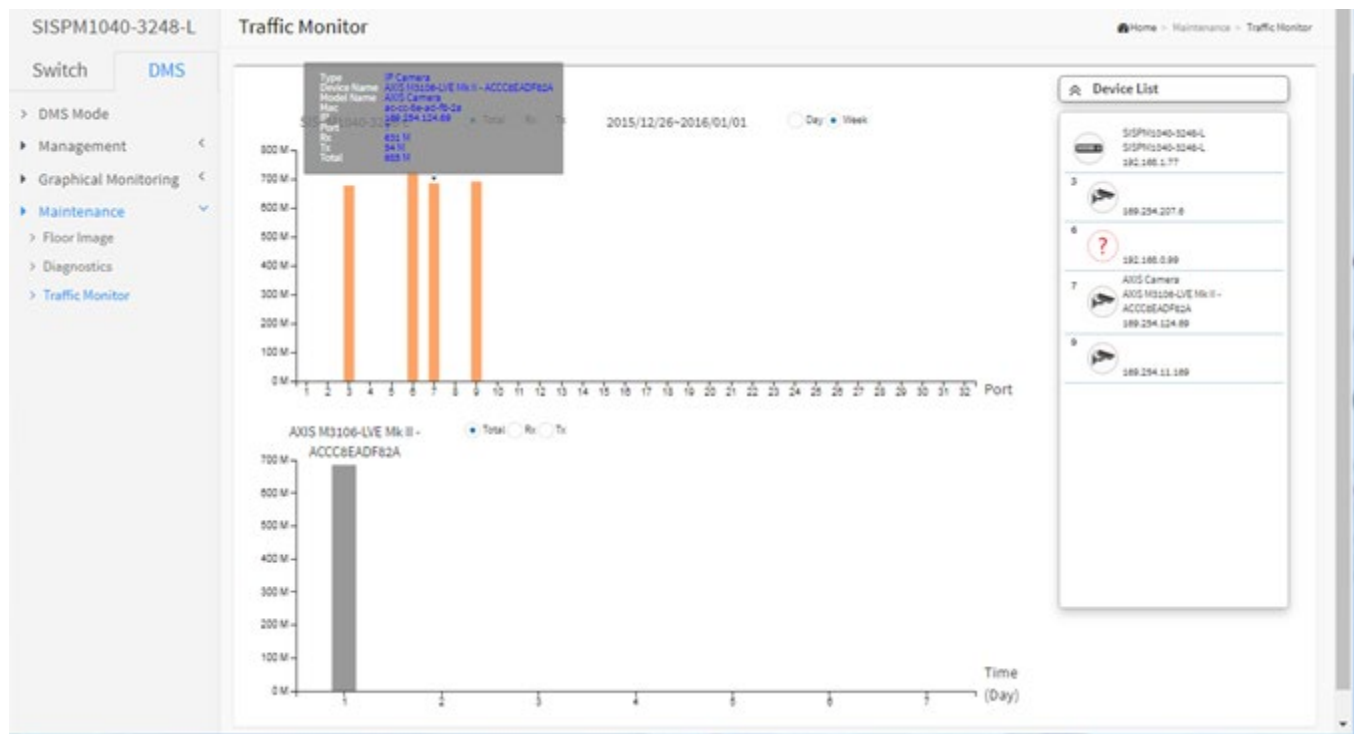 SISPM1040-3248-L
Switch DMS
> DMS Mode
Management
Graphical Monitoring
Maintenance
> Floor Image
> Diagnostics
> Traffic Monitor
Traffic Monitor
Home > Maintenance > Traffic Monitor
Type IP Camera
Device Name AXIS M3106-LVE Mk II - ACCC8EADF82A
Model Name AXIS Camera
Mac
169.254.124.89
Port
Rx 631 M
Tx 54 M
Total
Total Rx Tx
2015/12/26~2016/01/01
Day Week
800 M
700 M
600 M
500 M
400 M
300 M
200 M
100 M
0 M
1 2 3 4 5 6 7 8 9 10 11 12 13 14 15 16 17 18 19 20 21 22 23 24 25 26 27 28 29 30 31 32 Port
AXIS M3106-LVE Mk II -
ACCC8EADF82A
Total Rx Tx
700 M
600 M
500 M
400 M
300 M
200 M
100 M
0 M
1 2 3 4 5 6 7
Time
(Day)
Device List
SISPM1040-3248-L
SISPM1040-3248-L
192.168.1.77
3
169.254.207.6
6
?
192.168.0.99
7
AXIS Camera
AXIS M3106-LVE Mk II -
ACCC8EADF82A
169.254.124.89
9
169.254.11.169